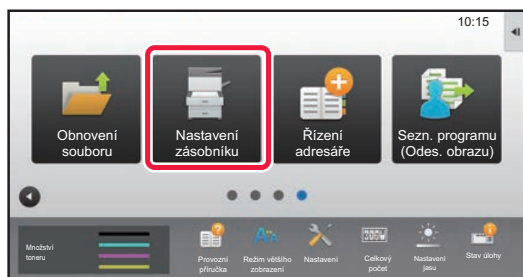 10:15
Obnovení
souboru
Nastavení
zásobníku
Řízení
adresáře
Sezn. programu
(Odes. obrazu)
Množství
toneru
Provozní
příručka
Režim většího
zobrazení
Nastavení
Celkový
počet
Nastavení
jasu
Stav úlohy